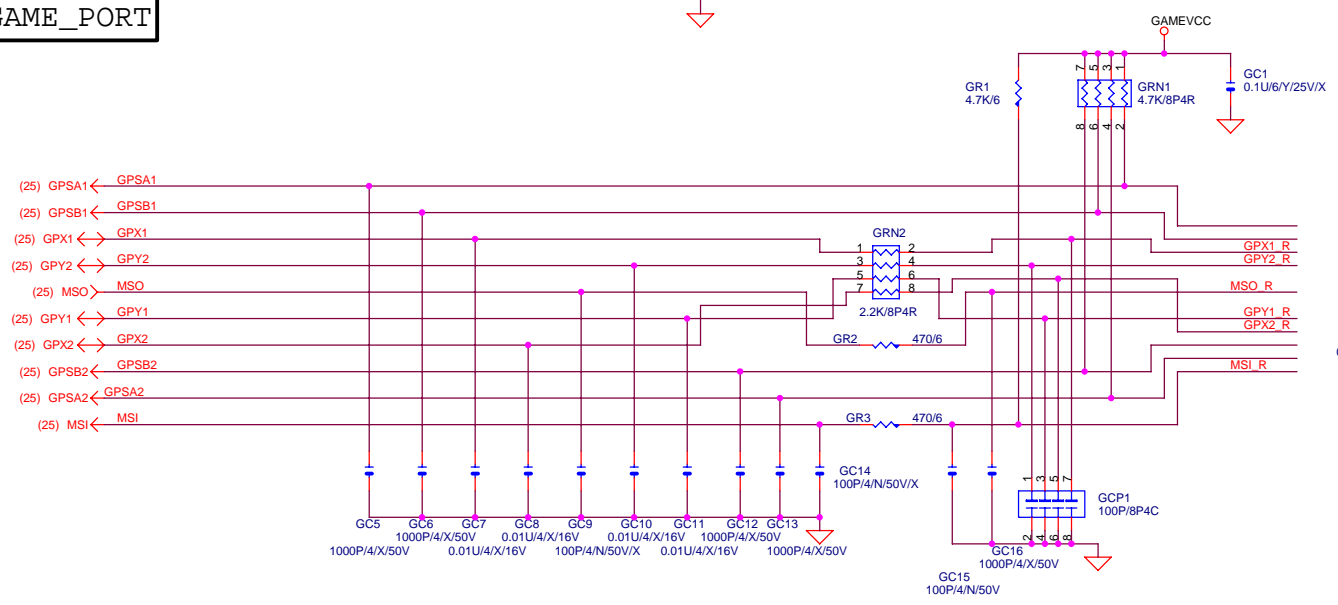 GAME_PORT
GAMEVCC
GR1
4.7K/6
7 5 3 1
GRN1
4.7K/8P4R
8 6 4 2
GC1
0.1U/6/Y/25V/X
(25) GPSA1 GPSA1
(25) GPSB1 GPSB1
(25) GPX1 GPX1
(25) GPY2 GPY2
(25) MSO MSO
(25) GPY1 GPY1
(25) GPX2 GPX2
(25) GPSB2 GPSB2
(25) GPSA2 GPSA2
(25) MSI MSI
GRN2
1 2
3 4
5 6
7 8
2.2K/8P4R
GR2 470/6
GR3 470/6
GPX1_R
GPY2_R
MSO_R
GPY1_R
GPX2_R
MSI_R
GC14
100P/4/N/50V/X
1 3 5 7
GCP1
100P/8P4C
2 4 6 8
GC5 GC6 GC7 GC8 GC9 GC10 GC11 GC12 GC13
1000P/4/X/50V 0.01U/4/X/16V 0.01U/4/X/16V 1000P/4/X/50V
1000P/4/X/50V 0.01U/4/X/16V 100P/4/N/50V/X 0.01U/4/X/16V 1000P/4/X/50V
GC16
1000P/4/X/50V
GC15
100P/4/N/50V